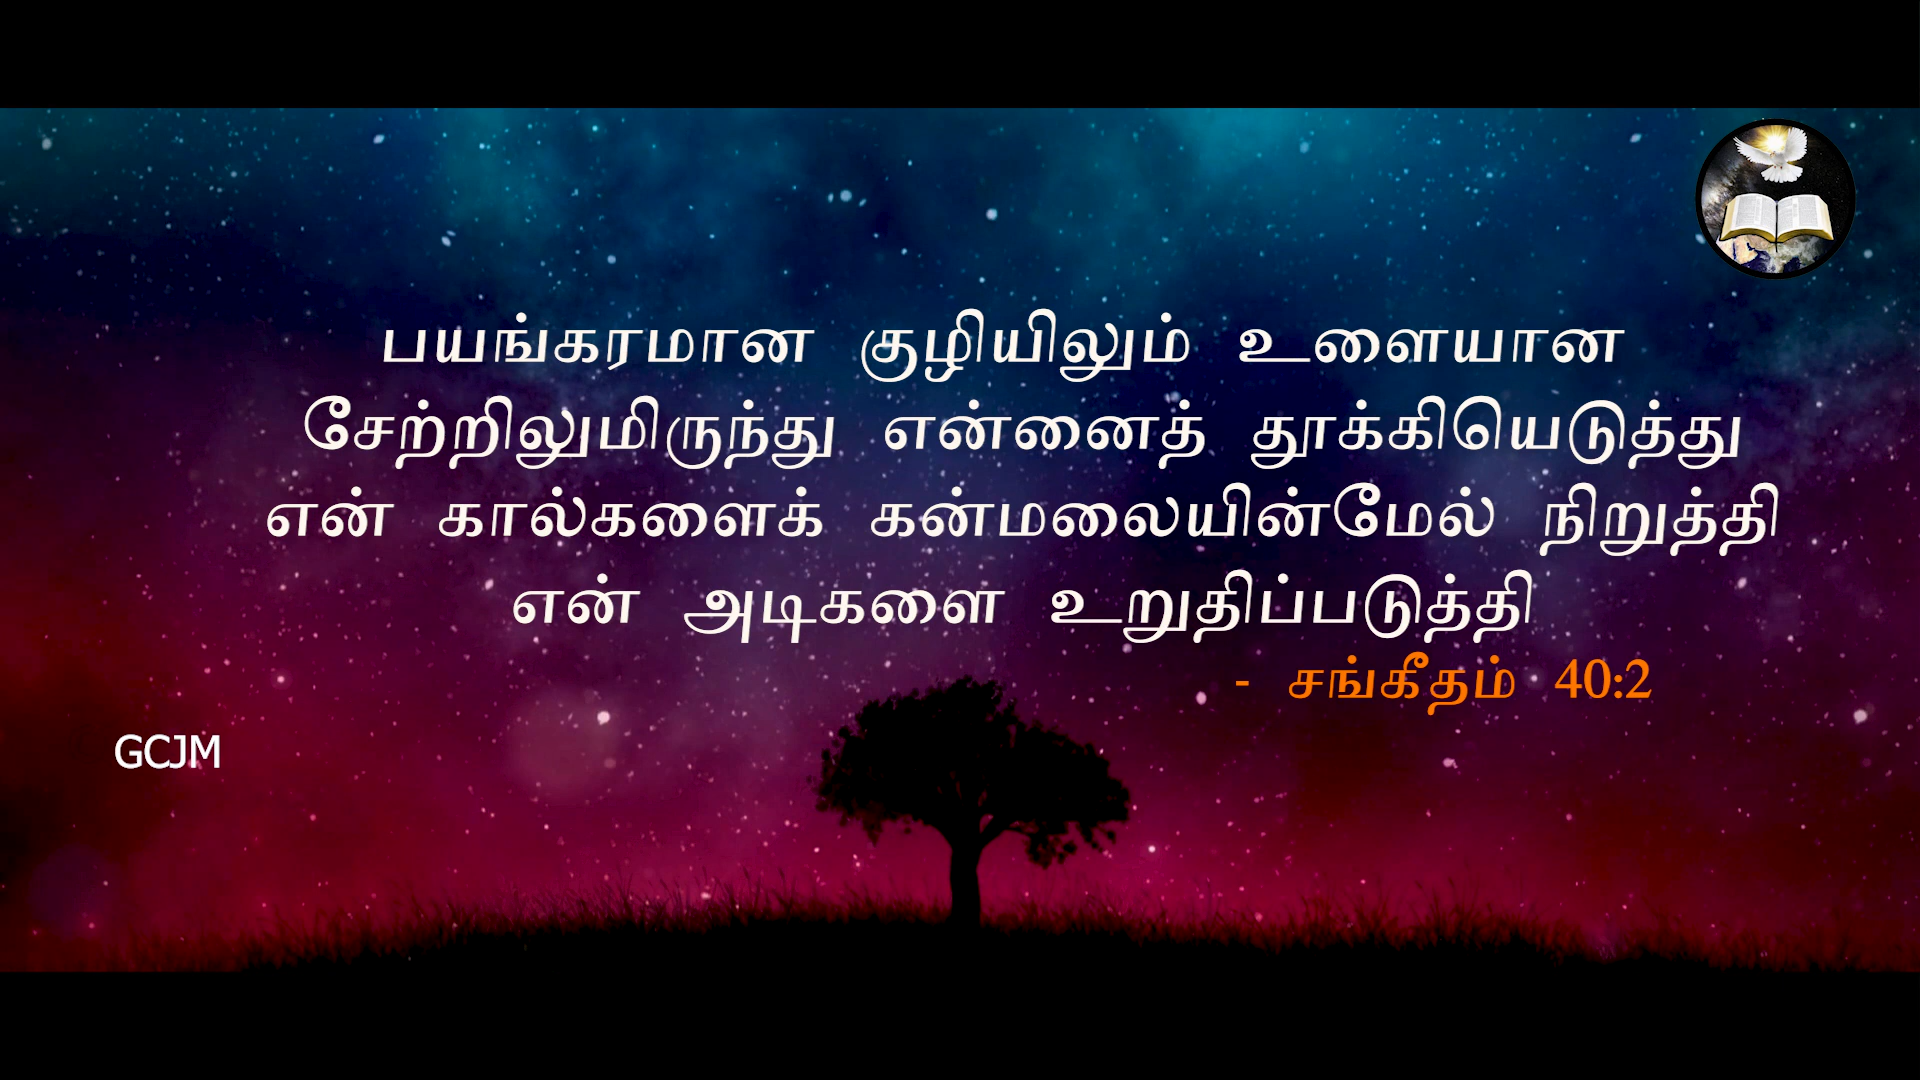 பயங்கரமான குழியிலும் உளையான
சேற்றிலுமிருந்து என்னைத் தூக்கியெடுத்து
என் கால்களைக் கன்மலையின்மேல் நிறுத்தி
என் அடிகளை உறுதிப்படுத்தி
- சங்கீதம் 40:2
GCJM